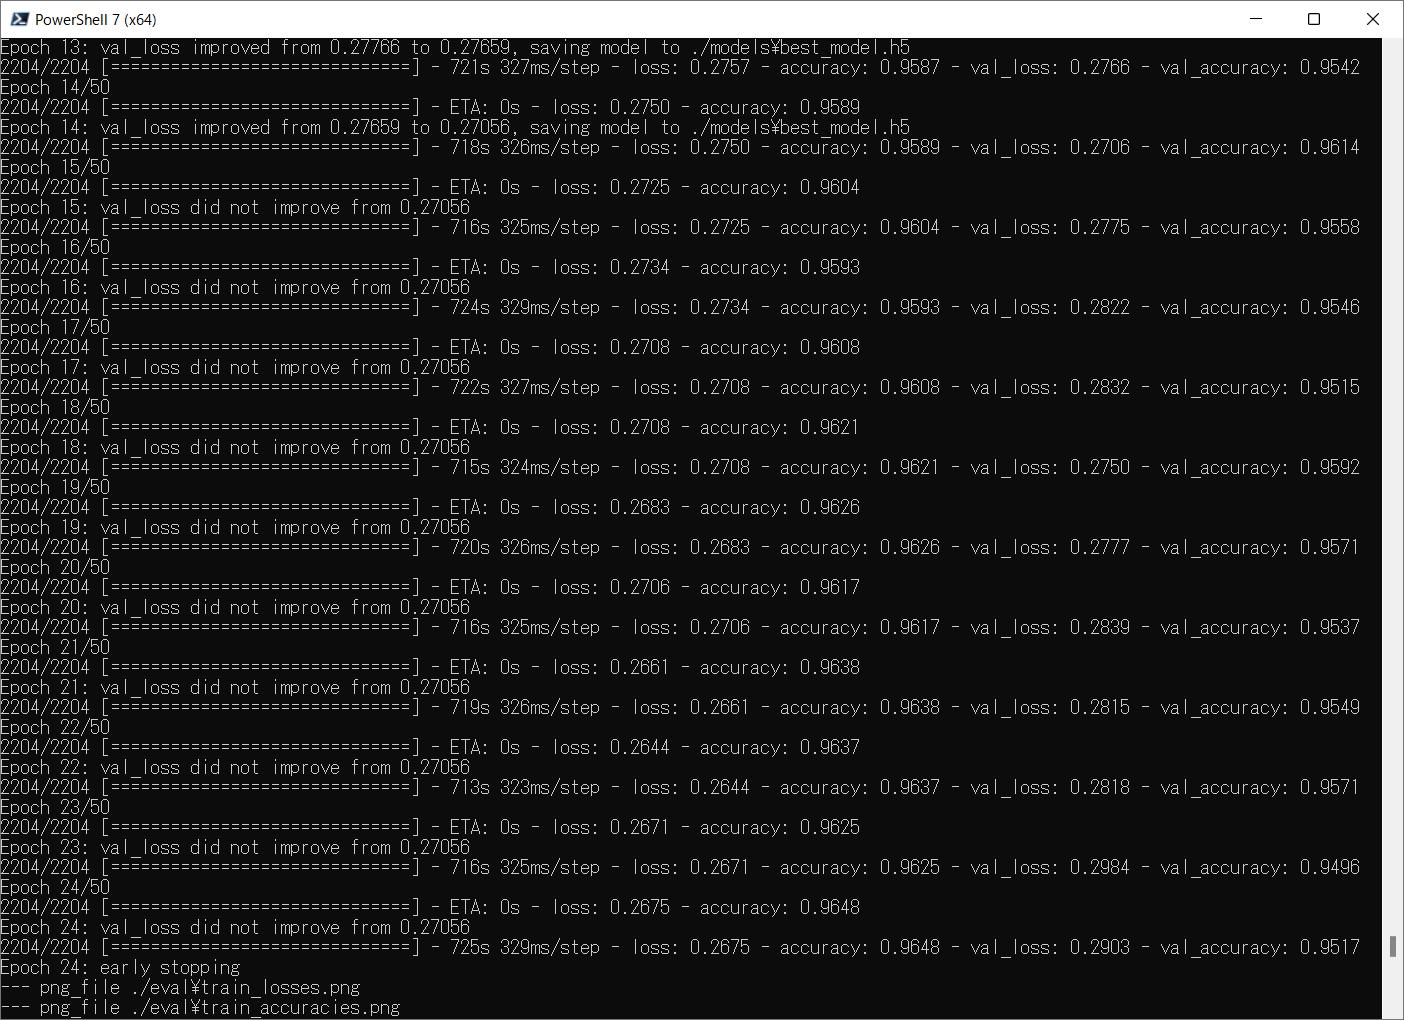 PowerShell 7 (x64)
Epoch 13: val_loss improved from 0.27766 to 0.27659, saving model to ./models¥best_model.h5
2204/2204 [==============================] - 721s 327ms/step - loss: 0.2757 - accuracy: 0.9587 - val_loss: 0.2766 - val_accuracy: 0.9542
Epoch 14/50
2204/2204 [==============================] - ETA: 0s - loss: 0.2750 - accuracy: 0.9589
Epoch 14: val_loss improved from 0.27659 to 0.27056, saving model to ./models¥best_model.h5
2204/2204 [==============================] - 718s 326ms/step - loss: 0.2750 - accuracy: 0.9589 - val_loss: 0.2706 - val_accuracy: 0.9614
Epoch 15/50
2204/2204 [==============================] - ETA: 0s - loss: 0.2725 - accuracy: 0.9604
Epoch 15: val_loss did not improve from 0.27056
2204/2204 [==============================] - 716s 325ms/step - loss: 0.2725 - accuracy: 0.9604 - val_loss: 0.2775 - val_accuracy: 0.9558
Epoch 16/50
2204/2204 [==============================] - ETA: 0s - loss: 0.2734 - accuracy: 0.9593
Epoch 16: val_loss did not improve from 0.27056
2204/2204 [==============================] - 724s 329ms/step - loss: 0.2734 - accuracy: 0.9593 - val_loss: 0.2822 - val_accuracy: 0.9546
Epoch 17/50
2204/2204 [==============================] - ETA: 0s - loss: 0.2708 - accuracy: 0.9608
Epoch 17: val_loss did not improve from 0.27056
2204/2204 [==============================] - 722s 327ms/step - loss: 0.2708 - accuracy: 0.9608 - val_loss: 0.2832 - val_accuracy: 0.9515
Epoch 18/50
2204/2204 [==============================] - ETA: 0s - loss: 0.2708 - accuracy: 0.9621
Epoch 18: val_loss did not improve from 0.27056
2204/2204 [==============================] - 715s 324ms/step - loss: 0.2708 - accuracy: 0.9621 - val_loss: 0.2750 - val_accuracy: 0.9592
Epoch 19/50
2204/2204 [==============================] - ETA: 0s - loss: 0.2683 - accuracy: 0.9626
Epoch 19: val_loss did not improve from 0.27056
2204/2204 [==============================] - 720s 326ms/step - loss: 0.2683 - accuracy: 0.9626 - val_loss: 0.2777 - val_accuracy: 0.9571
Epoch 20/50
2204/2204 [==============================] - ETA: 0s - loss: 0.2706 - accuracy: 0.9617
Epoch 20: val_loss did not improve from 0.27056
2204/2204 [==============================] - 716s 325ms/step - loss: 0.2706 - accuracy: 0.9617 - val_loss: 0.2839 - val_accuracy: 0.9537
Epoch 21/50
2204/2204 [==============================] - ETA: 0s - loss: 0.2661 - accuracy: 0.9638
Epoch 21: val_loss did not improve from 0.27056
2204/2204 [==============================] - 719s 326ms/step - loss: 0.2661 - accuracy: 0.9638 - val_loss: 0.2815 - val_accuracy: 0.9549
Epoch 22/50
2204/2204 [==============================] - ETA: 0s - loss: 0.2644 - accuracy: 0.9637
Epoch 22: val_loss did not improve from 0.27056
2204/2204 [==============================] - 713s 323ms/step - loss: 0.2644 - accuracy: 0.9637 - val_loss: 0.2818 - val_accuracy: 0.9571
Epoch 23/50
2204/2204 [==============================] - ETA: 0s - loss: 0.2671 - accuracy: 0.9625
Epoch 23: val_loss did not improve from 0.27056
2204/2204 [==============================] - 716s 325ms/step - loss: 0.2671 - accuracy: 0.9625 - val_loss: 0.2984 - val_accuracy: 0.9496
Epoch 24/50
2204/2204 [==============================] - ETA: 0s - loss: 0.2675 - accuracy: 0.9648
Epoch 24: val_loss did not improve from 0.27056
2204/2204 [==============================] - 725s 329ms/step - loss: 0.2675 - accuracy: 0.9648 - val_loss: 0.2903 - val_accuracy: 0.9517
Epoch 24: early stopping
--- png_file ./eval¥train_losses.png
--- png_file ./eval¥train_accuracies.png